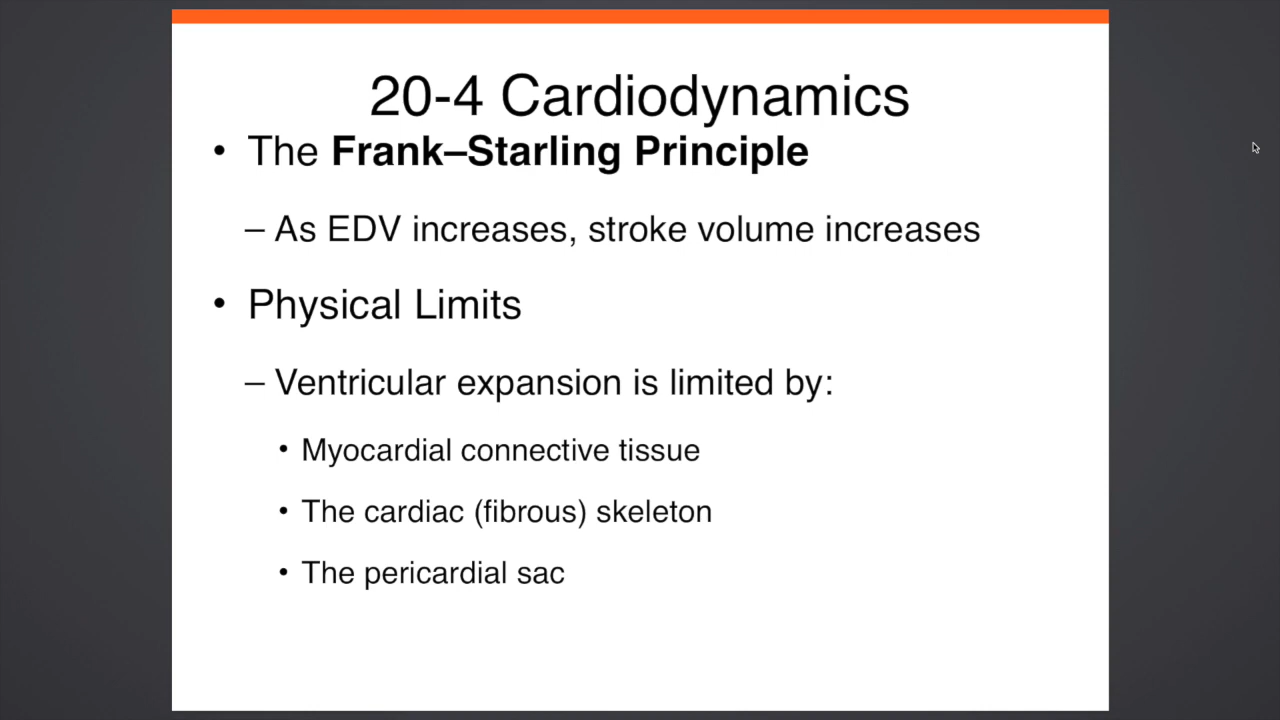 20-4 Cardiodynamics
• The Frank–Starling Principle
– As EDV increases, stroke volume increases
• Physical Limits
– Ventricular expansion is limited by:
• Myocardial connective tissue
• The cardiac (fibrous) skeleton
• The pericardial sac